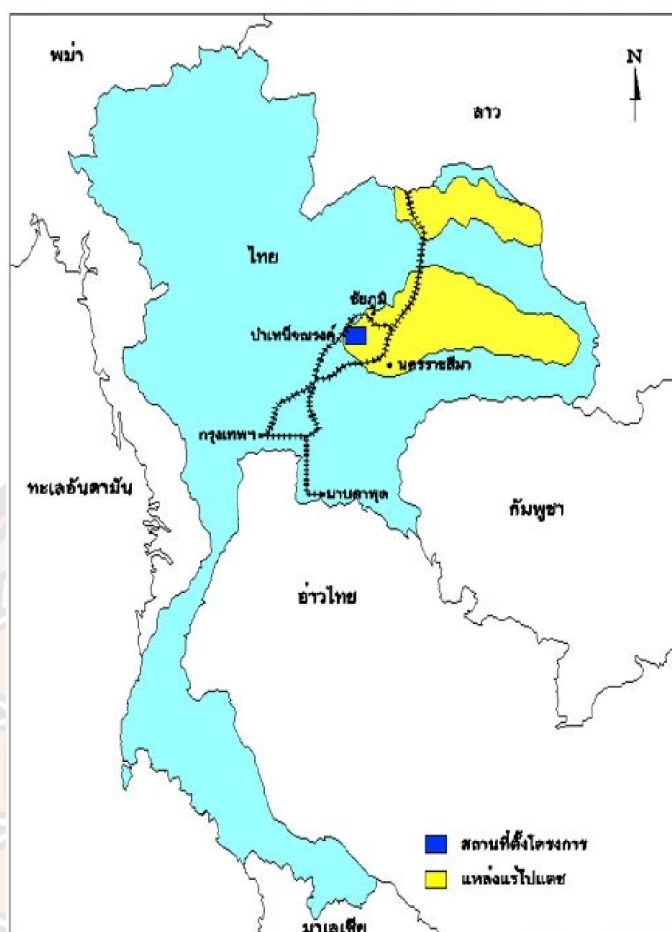 พม่า
N
ลาว
ไทย
ชัยภูมิ
บำเหน็จณรงค์
นครราชสีมา
กรุงเทพฯ
มาบตาพุด
ทะเลอันดามัน
กัมพูชา
อ่าวไทย
สถานที่ตั้งโครงการ
แหล่งแร่โปแตช
มาเลเซีย